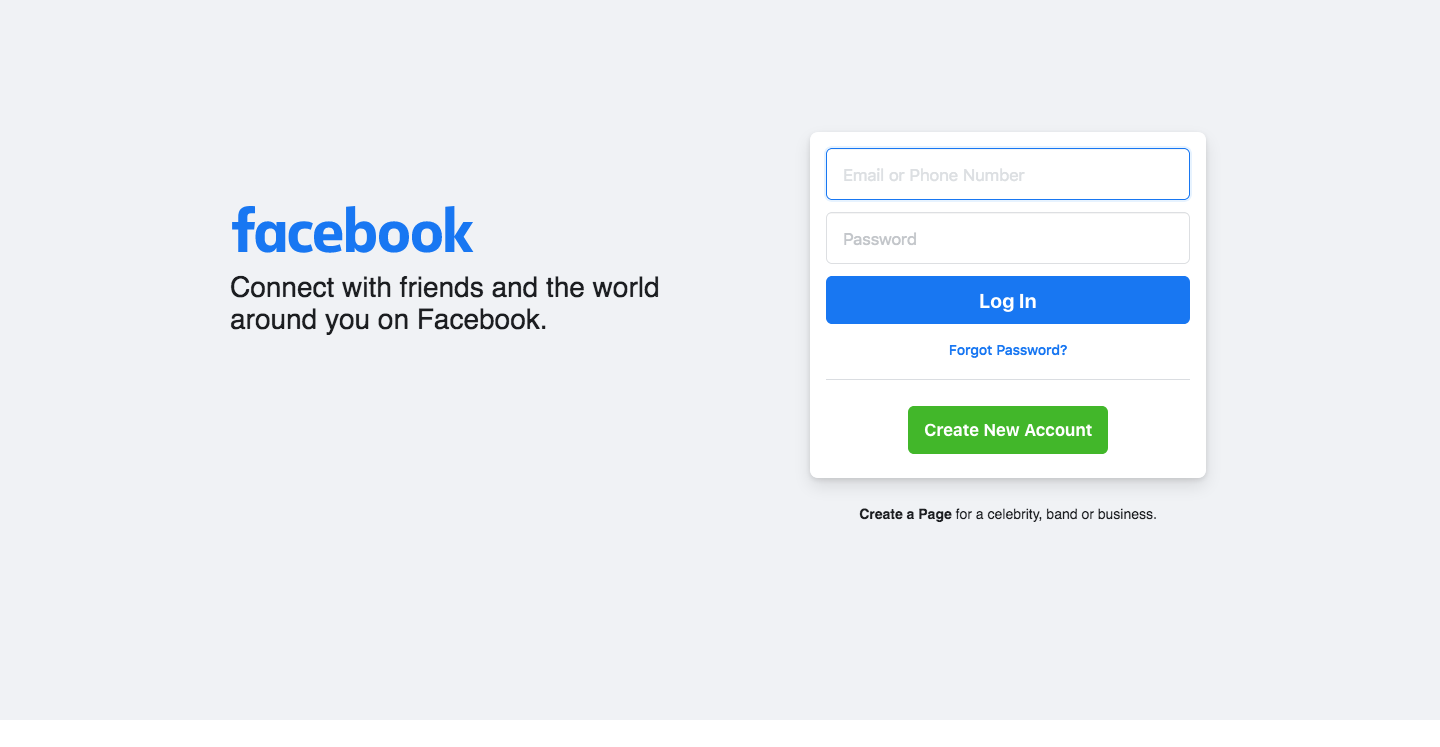 facebook
Connect with friends and the world
around you on Facebook.
Email or Phone Number
Password
Log In
Forgot Password?
Create New Account
Create a Page for a celebrity, band or business.